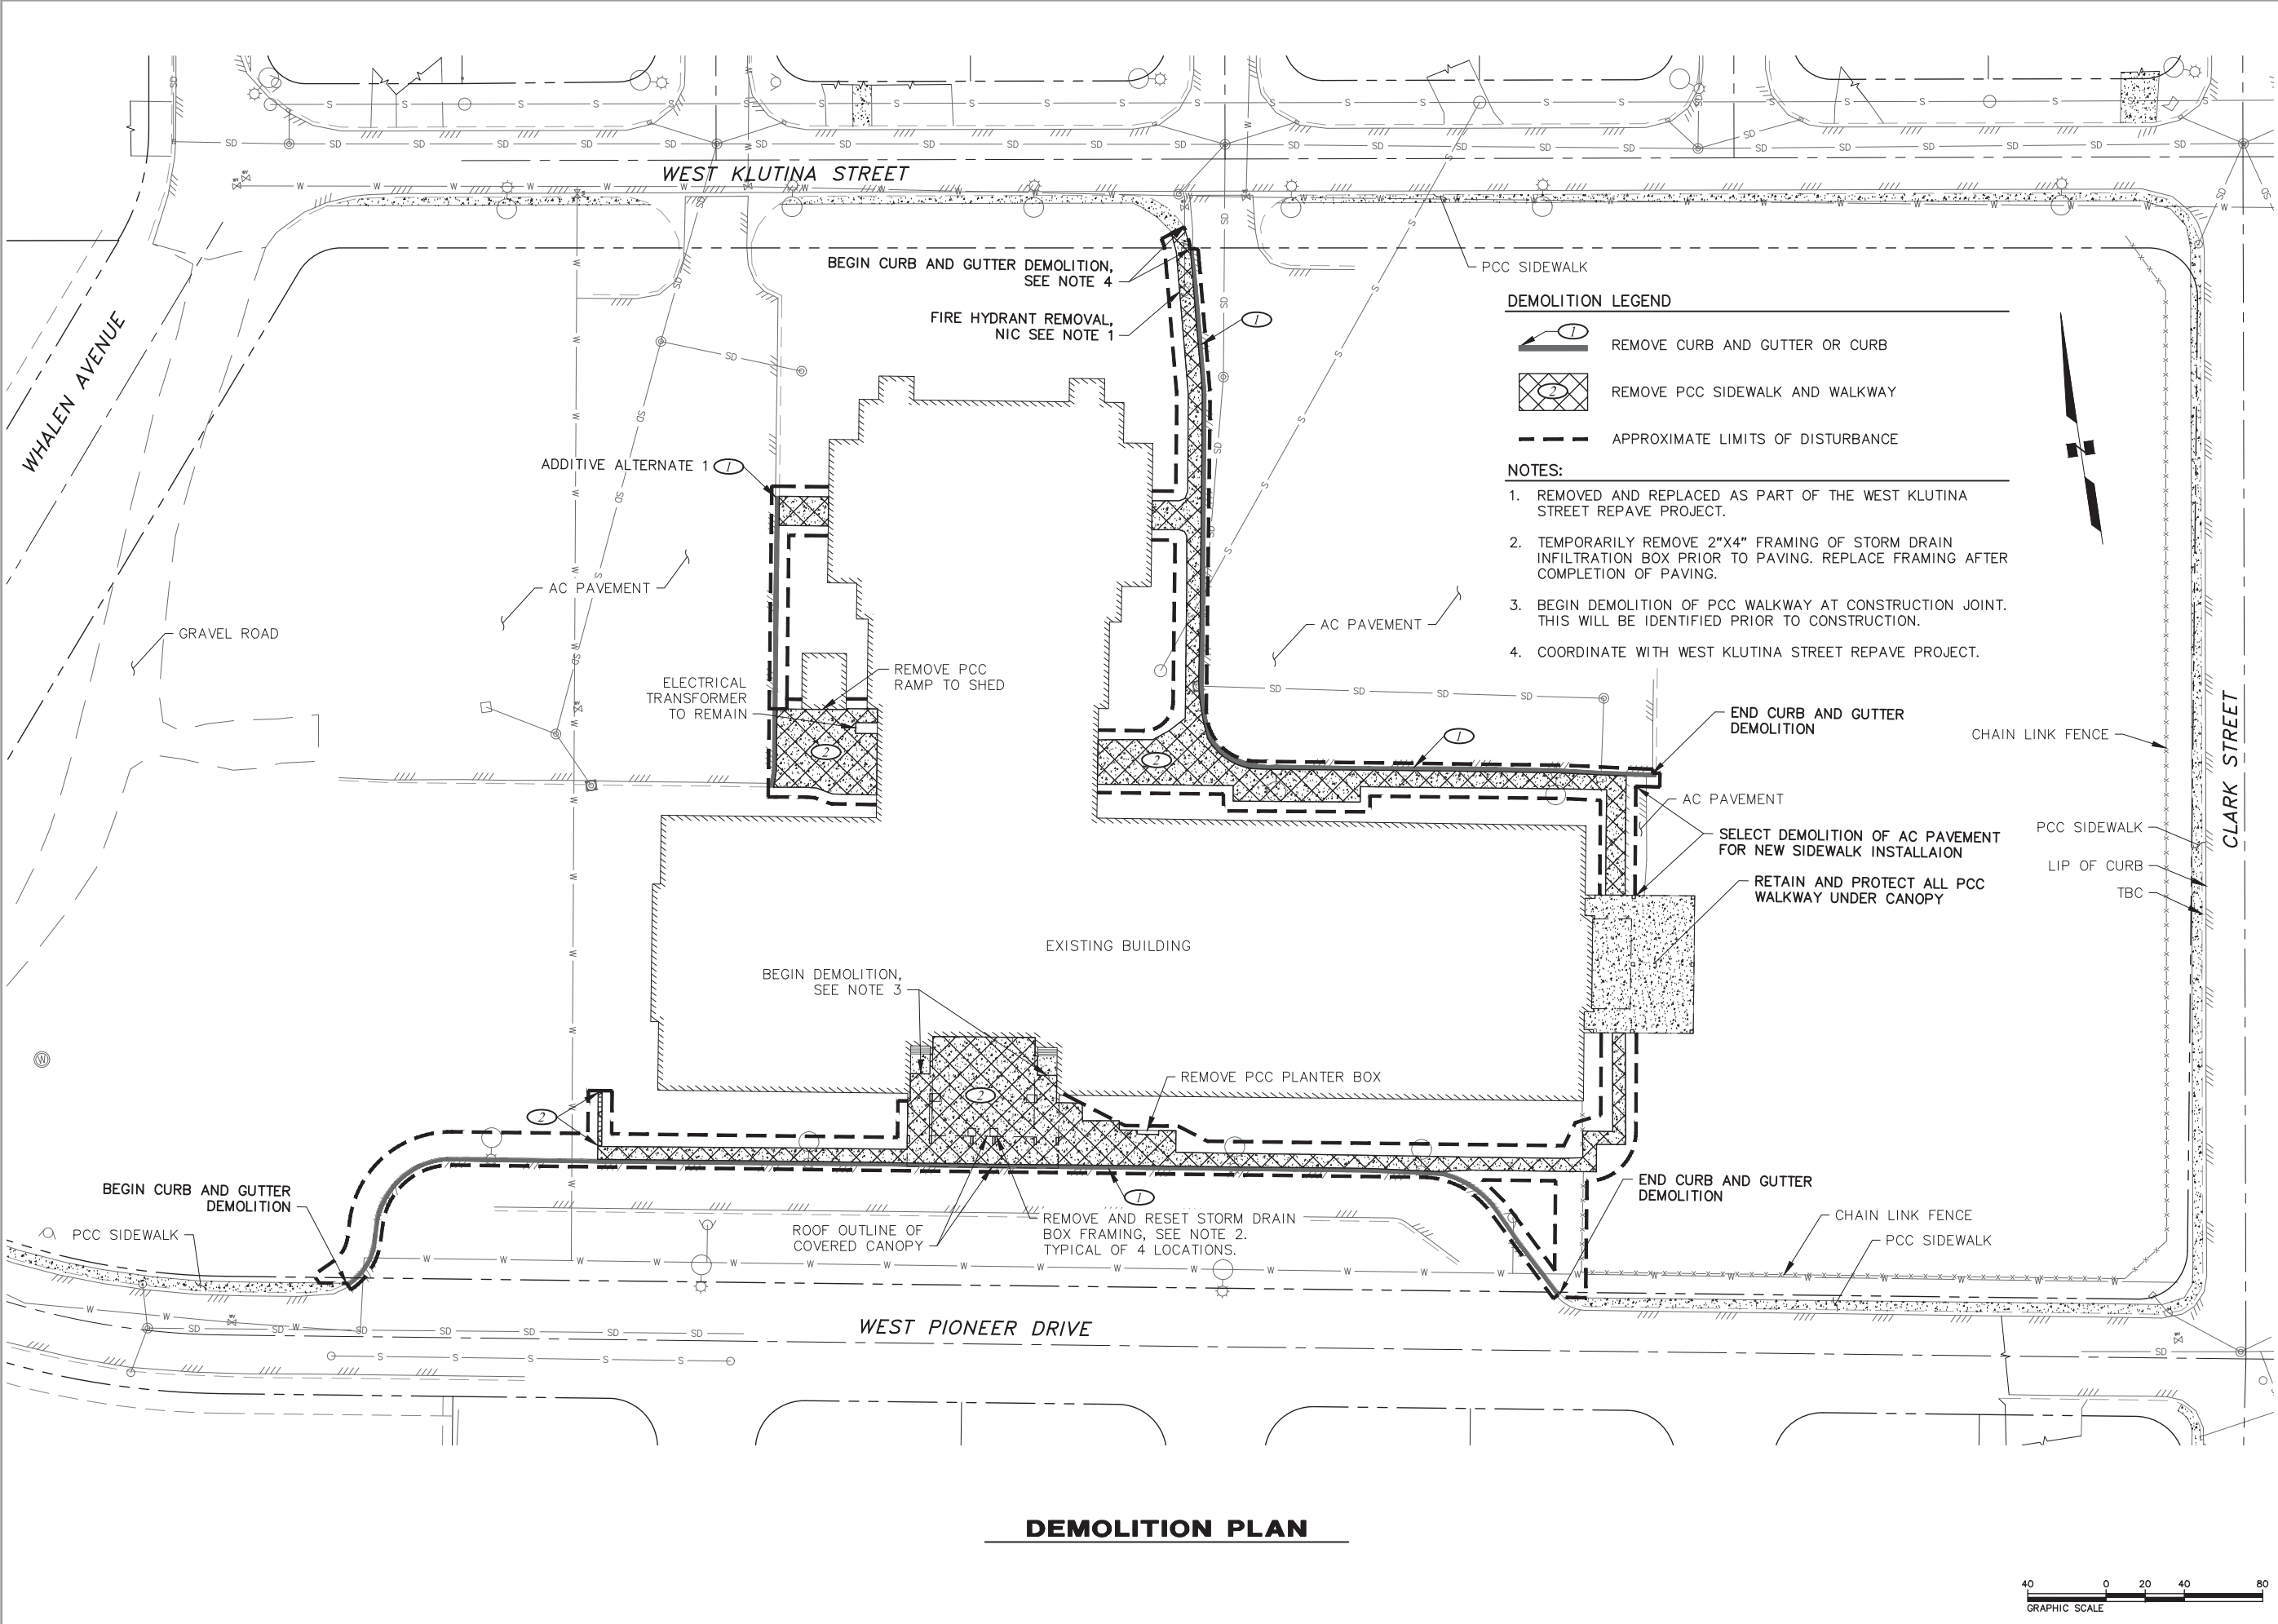 WEST KLUTINA STREET
WHALEN AVENUE
BEGIN CURB AND GUTTER DEMOLITION,
SEE NOTE 4
FIRE HYDRANT REMOVAL,
NIC SEE NOTE 1
1
PCC SIDEWALK
DEMOLITION LEGEND
1
REMOVE CURB AND GUTTER OR CURB
2
REMOVE PCC SIDEWALK AND WALKWAY
APPROXIMATE LIMITS OF DISTURBANCE
NOTES:
1. REMOVED AND REPLACED AS PART OF THE WEST KLUTINA
STREET REPAVE PROJECT.
2. TEMPORARILY REMOVE 2"X4" FRAMING OF STORM DRAIN
INFILTRATION BOX PRIOR TO PAVING. REPLACE FRAMING AFTER
COMPLETION OF PAVING.
3. BEGIN DEMOLITION OF PCC WALKWAY AT CONSTRUCTION JOINT.
THIS WILL BE IDENTIFIED PRIOR TO CONSTRUCTION.
4. COORDINATE WITH WEST KLUTINA STREET REPAVE PROJECT.
ADDITIVE ALTERNATE 1 1
AC PAVEMENT
GRAVEL ROAD
AC PAVEMENT
ELECTRICAL
TRANSFORMER
TO REMAIN
REMOVE PCC
RAMP TO SHED
2
2
1
END CURB AND GUTTER
DEMOLITION
CHAIN LINK FENCE
CLARK STREET
AC PAVEMENT
SELECT DEMOLITION OF AC PAVEMENT
FOR NEW SIDEWALK INSTALLAION
PCC SIDEWALK
LIP OF CURB
TBC
RETAIN AND PROTECT ALL PCC
WALKWAY UNDER CANOPY
EXISTING BUILDING
BEGIN DEMOLITION,
SEE NOTE 3
W
2
REMOVE PCC PLANTER BOX
2
BEGIN CURB AND GUTTER
DEMOLITION
PCC SIDEWALK
1
ROOF OUTLINE OF
COVERED CANOPY
REMOVE AND RESET STORM DRAIN
BOX FRAMING, SEE NOTE 2.
TYPICAL OF 4 LOCATIONS.
END CURB AND GUTTER
DEMOLITION
CHAIN LINK FENCE
PCC SIDEWALK
WEST PIONEER DRIVE
DEMOLITION PLAN
40 0 20 40 80
GRAPHIC SCALE